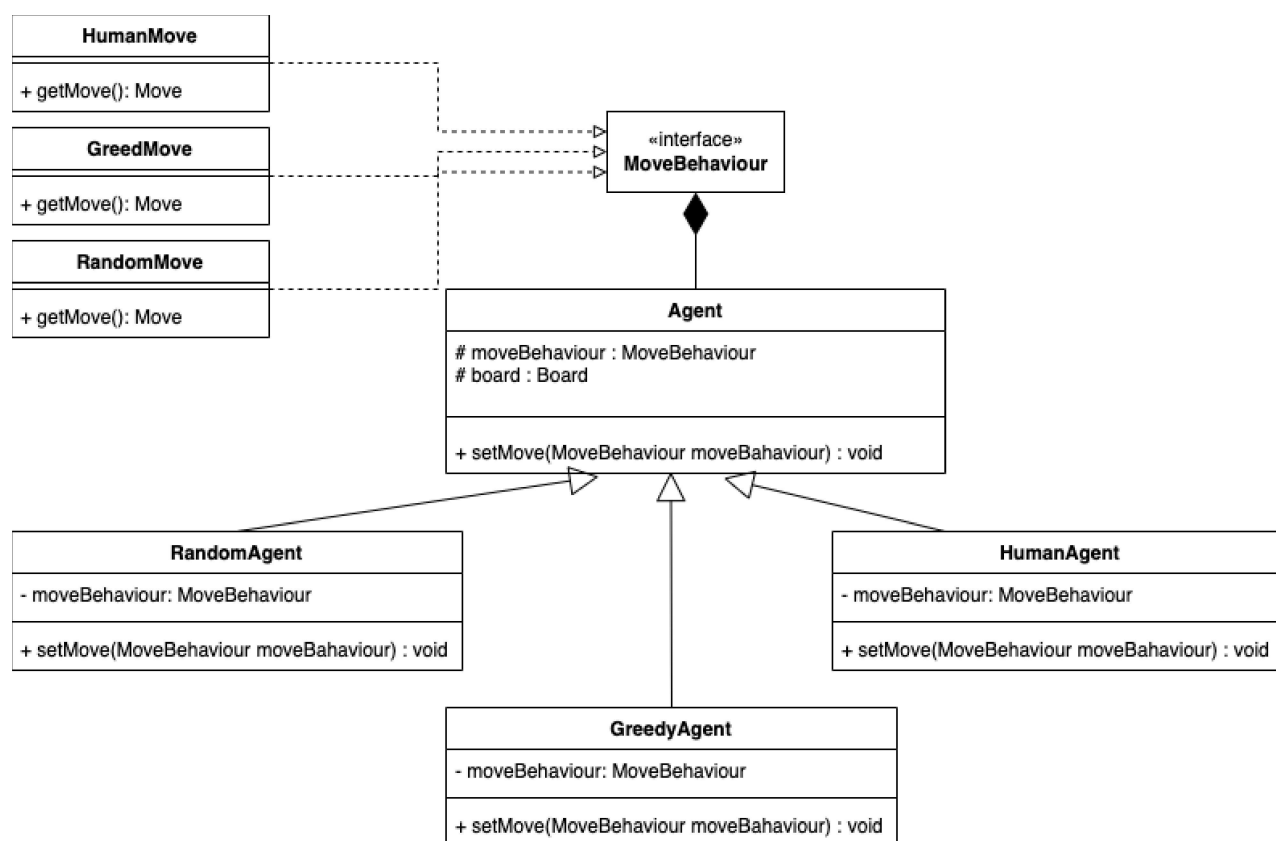 HumanMove
+ getMove(): Move
GreedMove
+ getMove(): Move
RandomMove
+ getMove(): Move
«interface»
MoveBehaviour
Agent
# moveBehaviour : MoveBehaviour
# board : Board
+ setMove(MoveBehaviour moveBahaviour) : void
RandomAgent
- moveBehaviour: MoveBehaviour
+ setMove(MoveBehaviour moveBahaviour) : void
HumanAgent
- moveBehaviour: MoveBehaviour
+ setMove(MoveBehaviour moveBahaviour) : void
GreedyAgent
- moveBehaviour: MoveBehaviour
+ setMove(MoveBehaviour moveBahaviour) : void